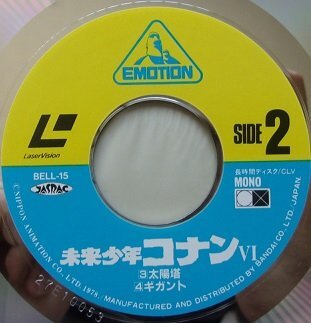 EMOTION
LaserVision
SIDE 2
BELL-15
JASRAC
長時間ディスク/CLV
MONO
未来少年コナンVI
3太陽塔
4ギガント
© NIPPON ANIMATION CO., LTD. 1978. / MANUFACTURED AND DISTRIBUTED BY BANDAI CO., LTD. JAPAN.